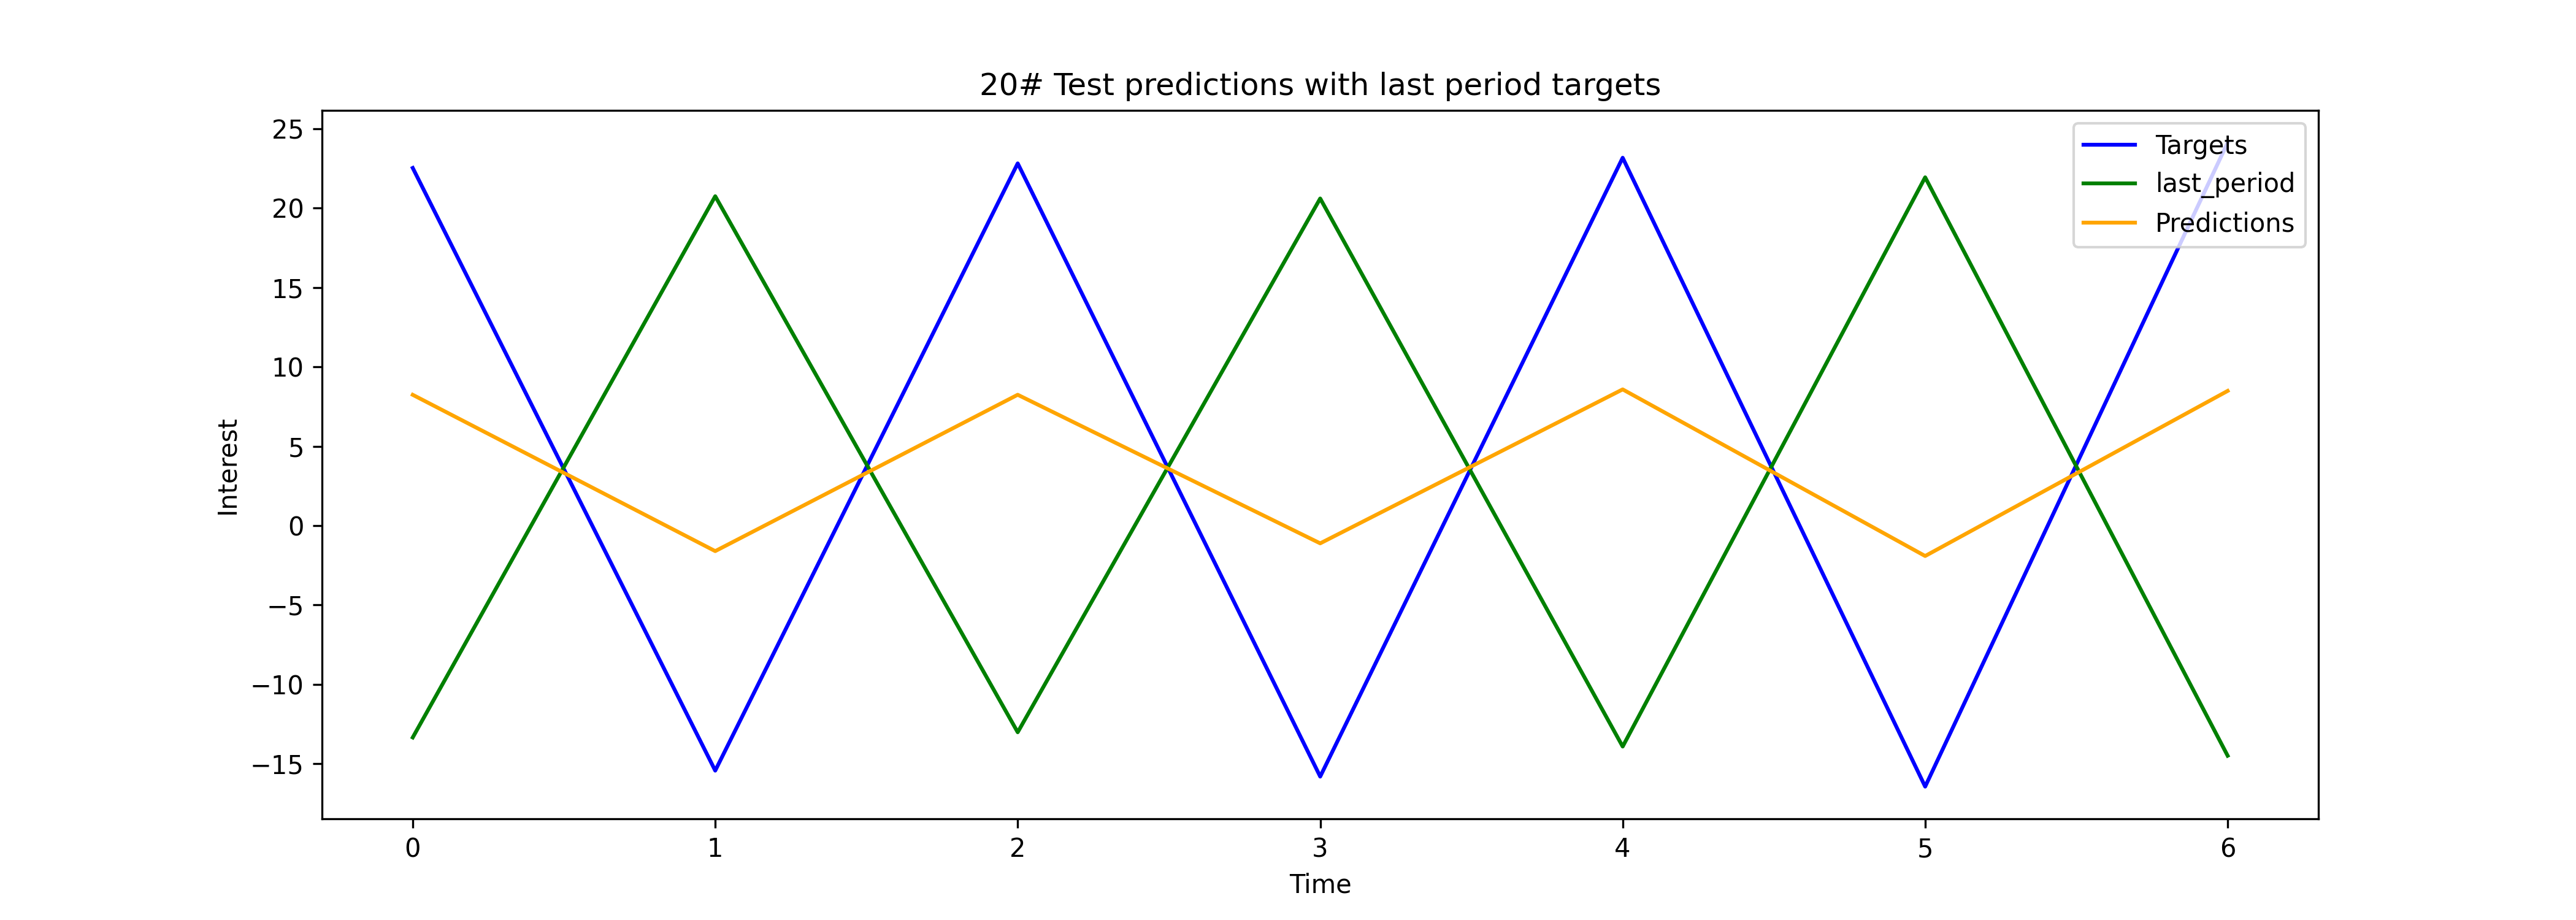 20# Test predictions with last period targets
Targets
last_period
Predictions
25
20
15
10
5
0
−5
−10
−15
Interest
0 1 2 3 4 5 6
Time